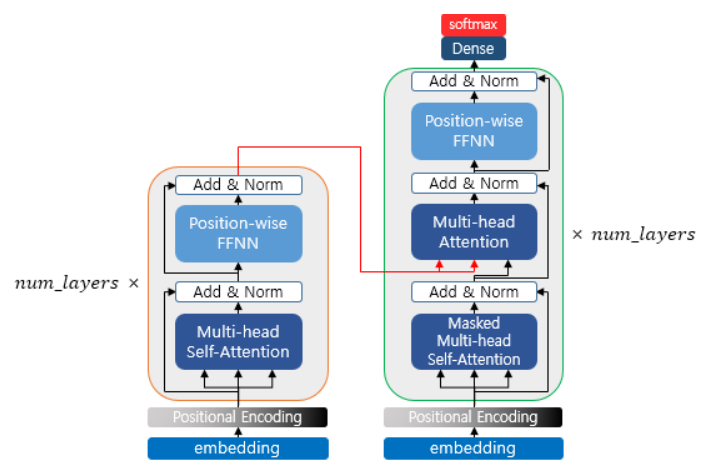 softmax
Dense
Add & Norm
Position-wise
FFNN
Add & Norm
Multi-head
Attention
× num_layers
Add & Norm
Masked
Multi-head
Self-Attention
Positional Encoding
embedding
Add & Norm
Position-wise
FFNN
num_layers ×
Add & Norm
Multi-head
Self-Attention
Positional Encoding
embedding